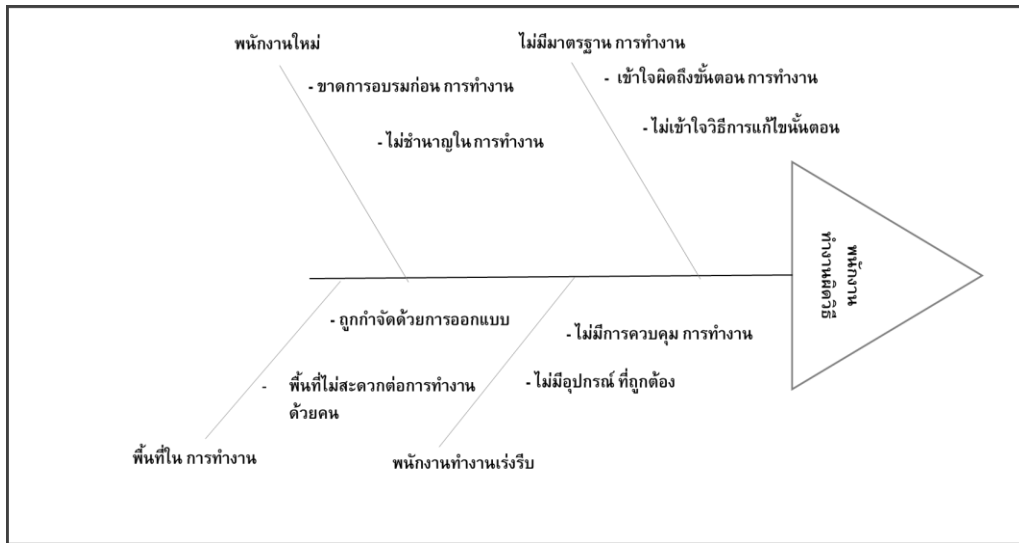 พนักงานใหม่
ไม่มีมาตรฐาน การทำงาน
- ขาดการอบรมก่อน การทำงาน
- เข้าใจผิดถึงขั้นตอน การทำงาน
- ไม่ชำนาญใน การทำงาน
- ไม่เข้าใจวิธีการแก้ไขนั้นตอน
พนักงาน
ทำงานผิดวิธี
- ถูกกำจัดด้วยการออกแบบ
- ไม่มีการควบคุม การทำงาน
- พื้นที่ไม่สะดวกต่อการทำงาน
ด้วยคน
- ไม่มีอุปกรณ์ ที่ถูกต้อง
พื้นที่ใน การทำงาน
พนักงานทำงานเร่งรีบ